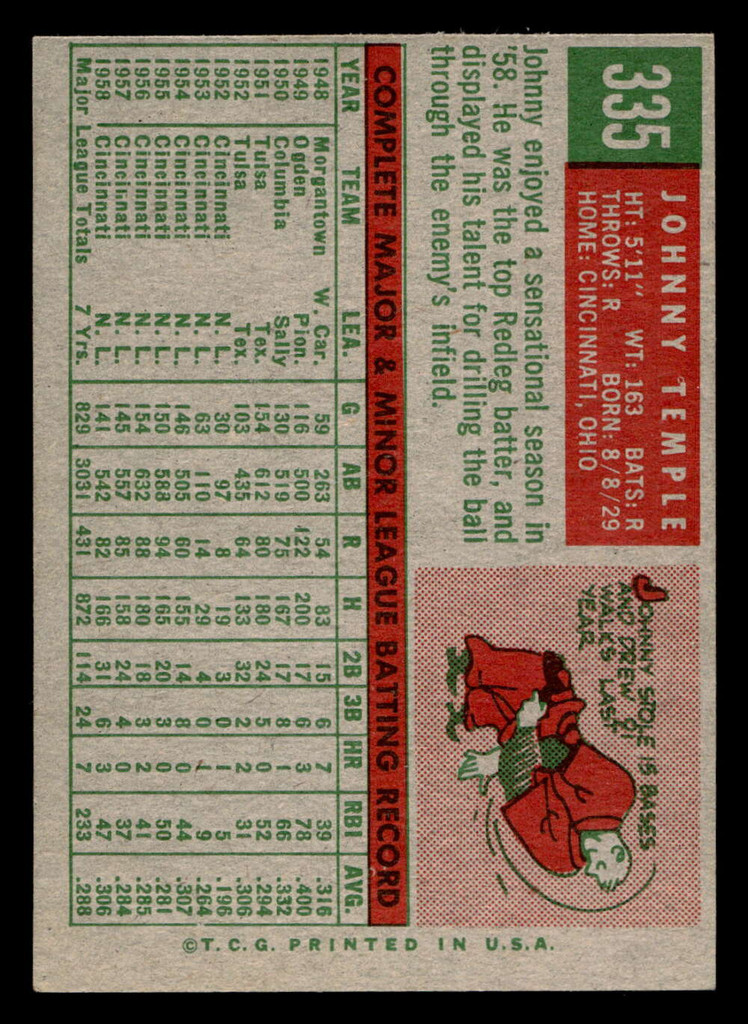 335
JOHNNY TEMPLE
HT: 5'11" WT: 163 BATS: R
THROWS: R BORN: 8/8/29
HOME: CINCINNATI, OHIO
Johnny enjoyed a sensational season in
'58. He was the top Redleg batter, and
displayed his talent for drilling the ball
through the enemy's infield.
JOHNNY STOLE 15 BASES
AND DREW 91
WALKS LAST
YEAR
COMPLETE MAJOR & MINOR LEAGUE BATTING RECORD
YEAR TEAM LEA. G AB R H 2B 3B HR RBI AVG.
1948 Morgantown W. Car. 59 263 54 83 15 6 7 39 .316
1949 Ogden Pion. 116 500 122 200 17 6 3 78 .400
1950 Columbia Sally 130 519 75 167 17 8 1 66 .332
1951 Tulsa Tex. 154 612 80 180 24 5 0 52 .294
1952 Tulsa Tex. 103 435 64 133 32 2 2 31 .306
1952 Cincinnati N. L. 30 97 8 19 3 0 1 5 .196
1953 Cincinnati N. L. 63 110 14 29 4 0 1 9 .264
1954 Cincinnati N. L. 146 505 60 155 14 8 0 44 .307
1955 Cincinnati N. L. 150 588 94 165 20 3 0 50 .281
1956 Cincinnati N. L. 154 632 88 180 18 3 2 41 .285
1957 Cincinnati N. L. 145 557 85 158 24 4 0 37 .284
1958 Cincinnati N. L. 141 542 82 166 31 6 3 47 .306
Major League Totals 7 Yrs. 829 3031 431 872 114 24 7 233 .288
©T.C.G. PRINTED IN U.S.A.